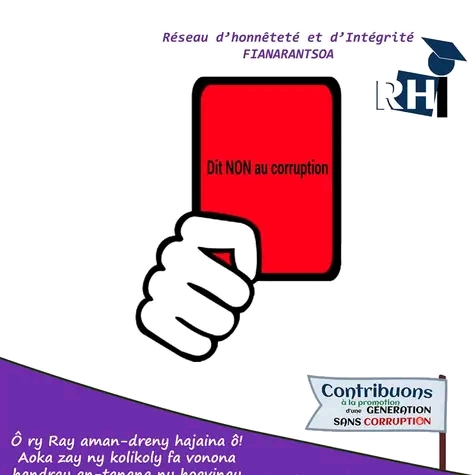 Réseau d'honnêteté et d'Intégrité
FIANARANTSOA
RHI
Dit NON au corruption
Contribuons
à la promotion
d'une GENERATION
SANS CORRUPTION
Ô ry Ray aman-dreny hajaina ô!
Aoka zay ny kolikoly fa vonona